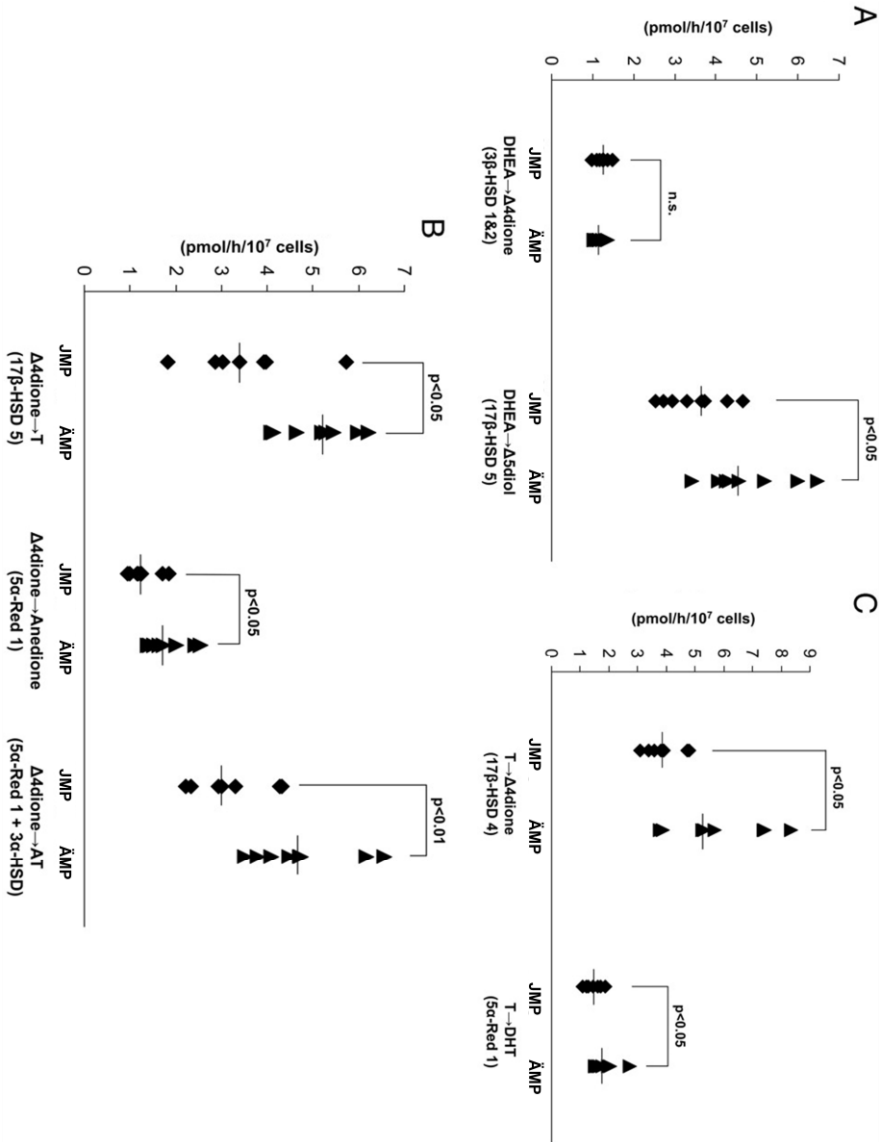 A
(pmol/h/10⁷ cells)
7
6
5
4
3
2
1
0
n.s.
p<0.05
JMP
ÄMP
JMP
ÄMP
DHEA→Δ4dione
(3β-HSD 1&2)
DHEA→Δ5diol
(17β-HSD 5)
B
(pmol/h/10⁷ cells)
7
6
5
4
3
2
1
0
p<0.05
p<0.05
p<0.01
JMP
ÄMP
JMP
ÄMP
JMP
ÄMP
Δ4dione→T
(17β-HSD 5)
Δ4dione→Anedione
(5α-Red 1)
Δ4dione→AT
(5α-Red 1 + 3α-HSD)
C
(pmol/h/10⁷ cells)
9
8
7
6
5
4
3
2
1
0
p<0.05
p<0.05
JMP
ÄMP
JMP
ÄMP
T→Δ4dione
(17β-HSD 4)
T→DHT
(5α-Red 1)